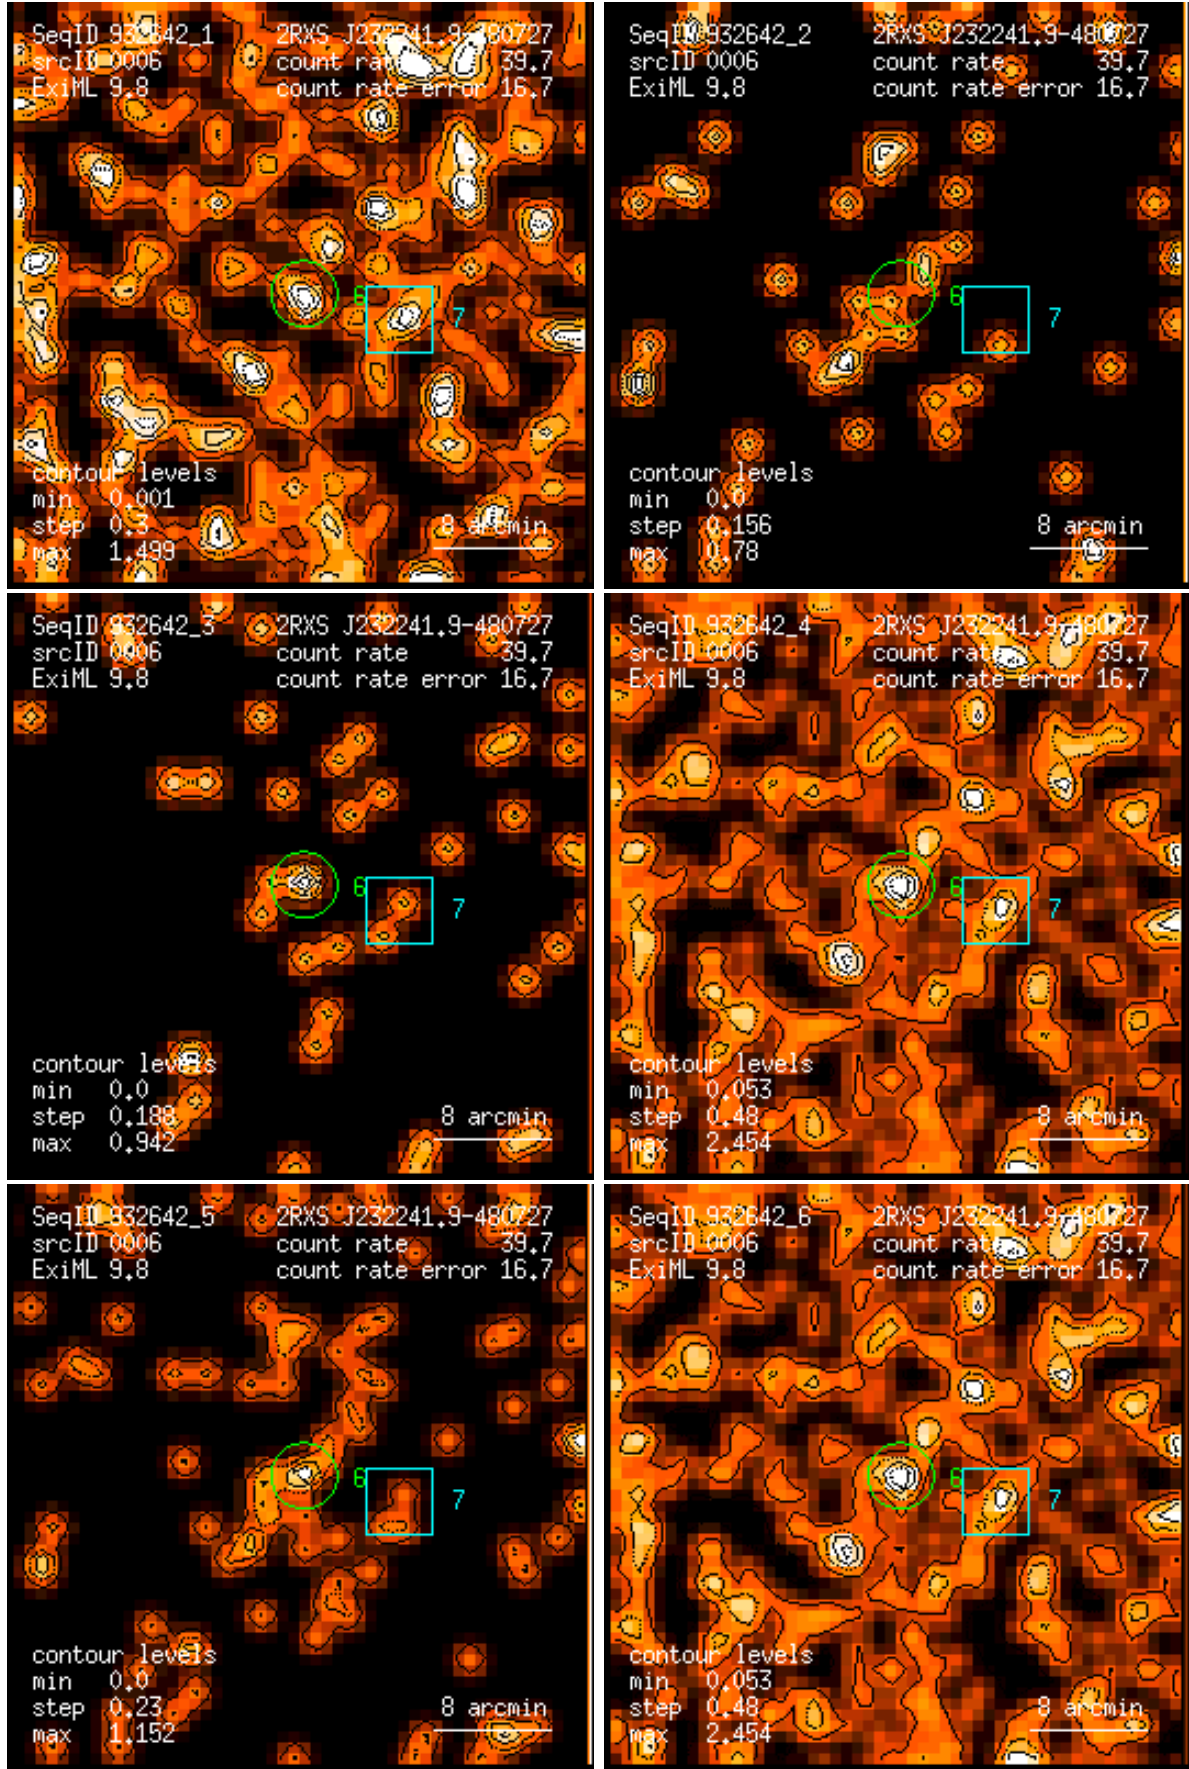 SeqID 932642_1 2RXS J232241.9-480727
srcID 0006 count rate 39.7
ExiML 9.8 count rate error 16.7
6
7
contour levels
min 0.001
step 0.3 8 arcmin
max 1.499
SeqID 932642_2 2RXS J232241.9-480727
srcID 0006 count rate 39.7
ExiML 9.8 count rate error 16.7
6
7
contour levels
min 0.0
step 0.156 8 arcmin
max 0.78
SeqID 932642_3 2RXS J232241.9-480727
srcID 0006 count rate 39.7
ExiML 9.8 count rate error 16.7
6
7
contour levels
min 0.0
step 0.188 8 arcmin
max 0.942
SeqID 932642_4 2RXS J232241.9-480727
srcID 0006 count rate 39.7
ExiML 9.8 count rate error 16.7
6
7
contour levels
min 0.053
step 0.48 8 arcmin
max 2.454
SeqID 932642_5 2RXS J232241.9-480727
srcID 0006 count rate 39.7
ExiML 9.8 count rate error 16.7
6
7
contour levels
min 0.0
step 0.23 8 arcmin
max 1.152
SeqID 932642_6 2RXS J232241.9-480727
srcID 0006 count rate 39.7
ExiML 9.8 count rate error 16.7
6
7
contour levels
min 0.053
step 0.48 8 arcmin
max 2.454